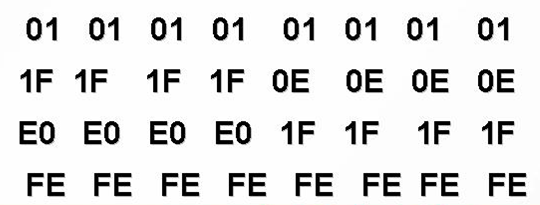 01 01 01 01 01 01 01 01
1F 1F 1F 1F 0E 0E 0E 0E
E0 E0 E0 E0 1F 1F 1F 1F
FE FE FE FE FE FE FE FE